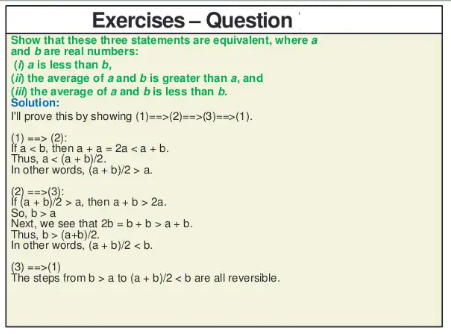 Exercises – Question
Show that these three statements are equivalent, where a
and b are real numbers:
(i) a is less than b,
(ii) the average of a and b is greater than a, and
(iii) the average of a and b is less than b.
Solution:
I'll prove this by showing (1)==>(2)==>(3)==>(1).
(1) ==> (2):
If a < b, then a + a = 2a < a + b.
Thus, a < (a + b)/2.
In other words, (a + b)/2 > a.
(2) ==>(3):
If (a + b)/2 > a, then a + b > 2a.
So, b > a
Next, we see that 2b = b + b > a + b.
Thus, b > (a+b)/2.
In other words, (a + b)/2 < b.
(3) ==>(1)
The steps from b > a to (a + b)/2 < b are all reversible.